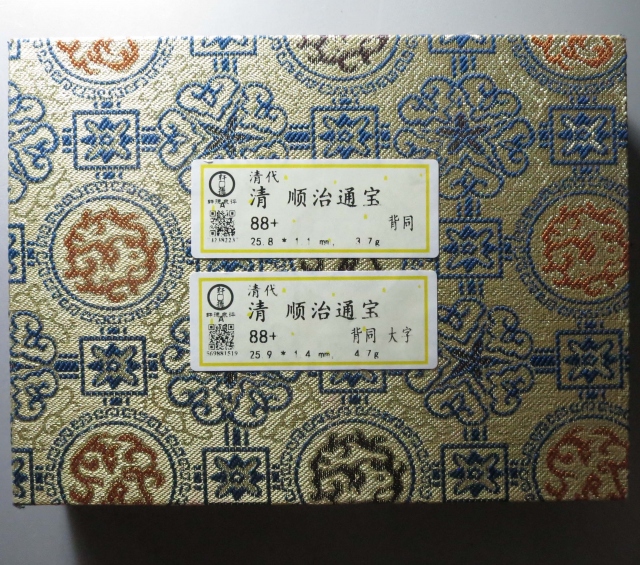 清代
清 顺治通宝
88+ 背同
25.8 * 1.1 mm, 3.7g
清代
清 顺治通宝
88+ 背同 大字
569881519
25.9 * 1.4 mm, 4.7g